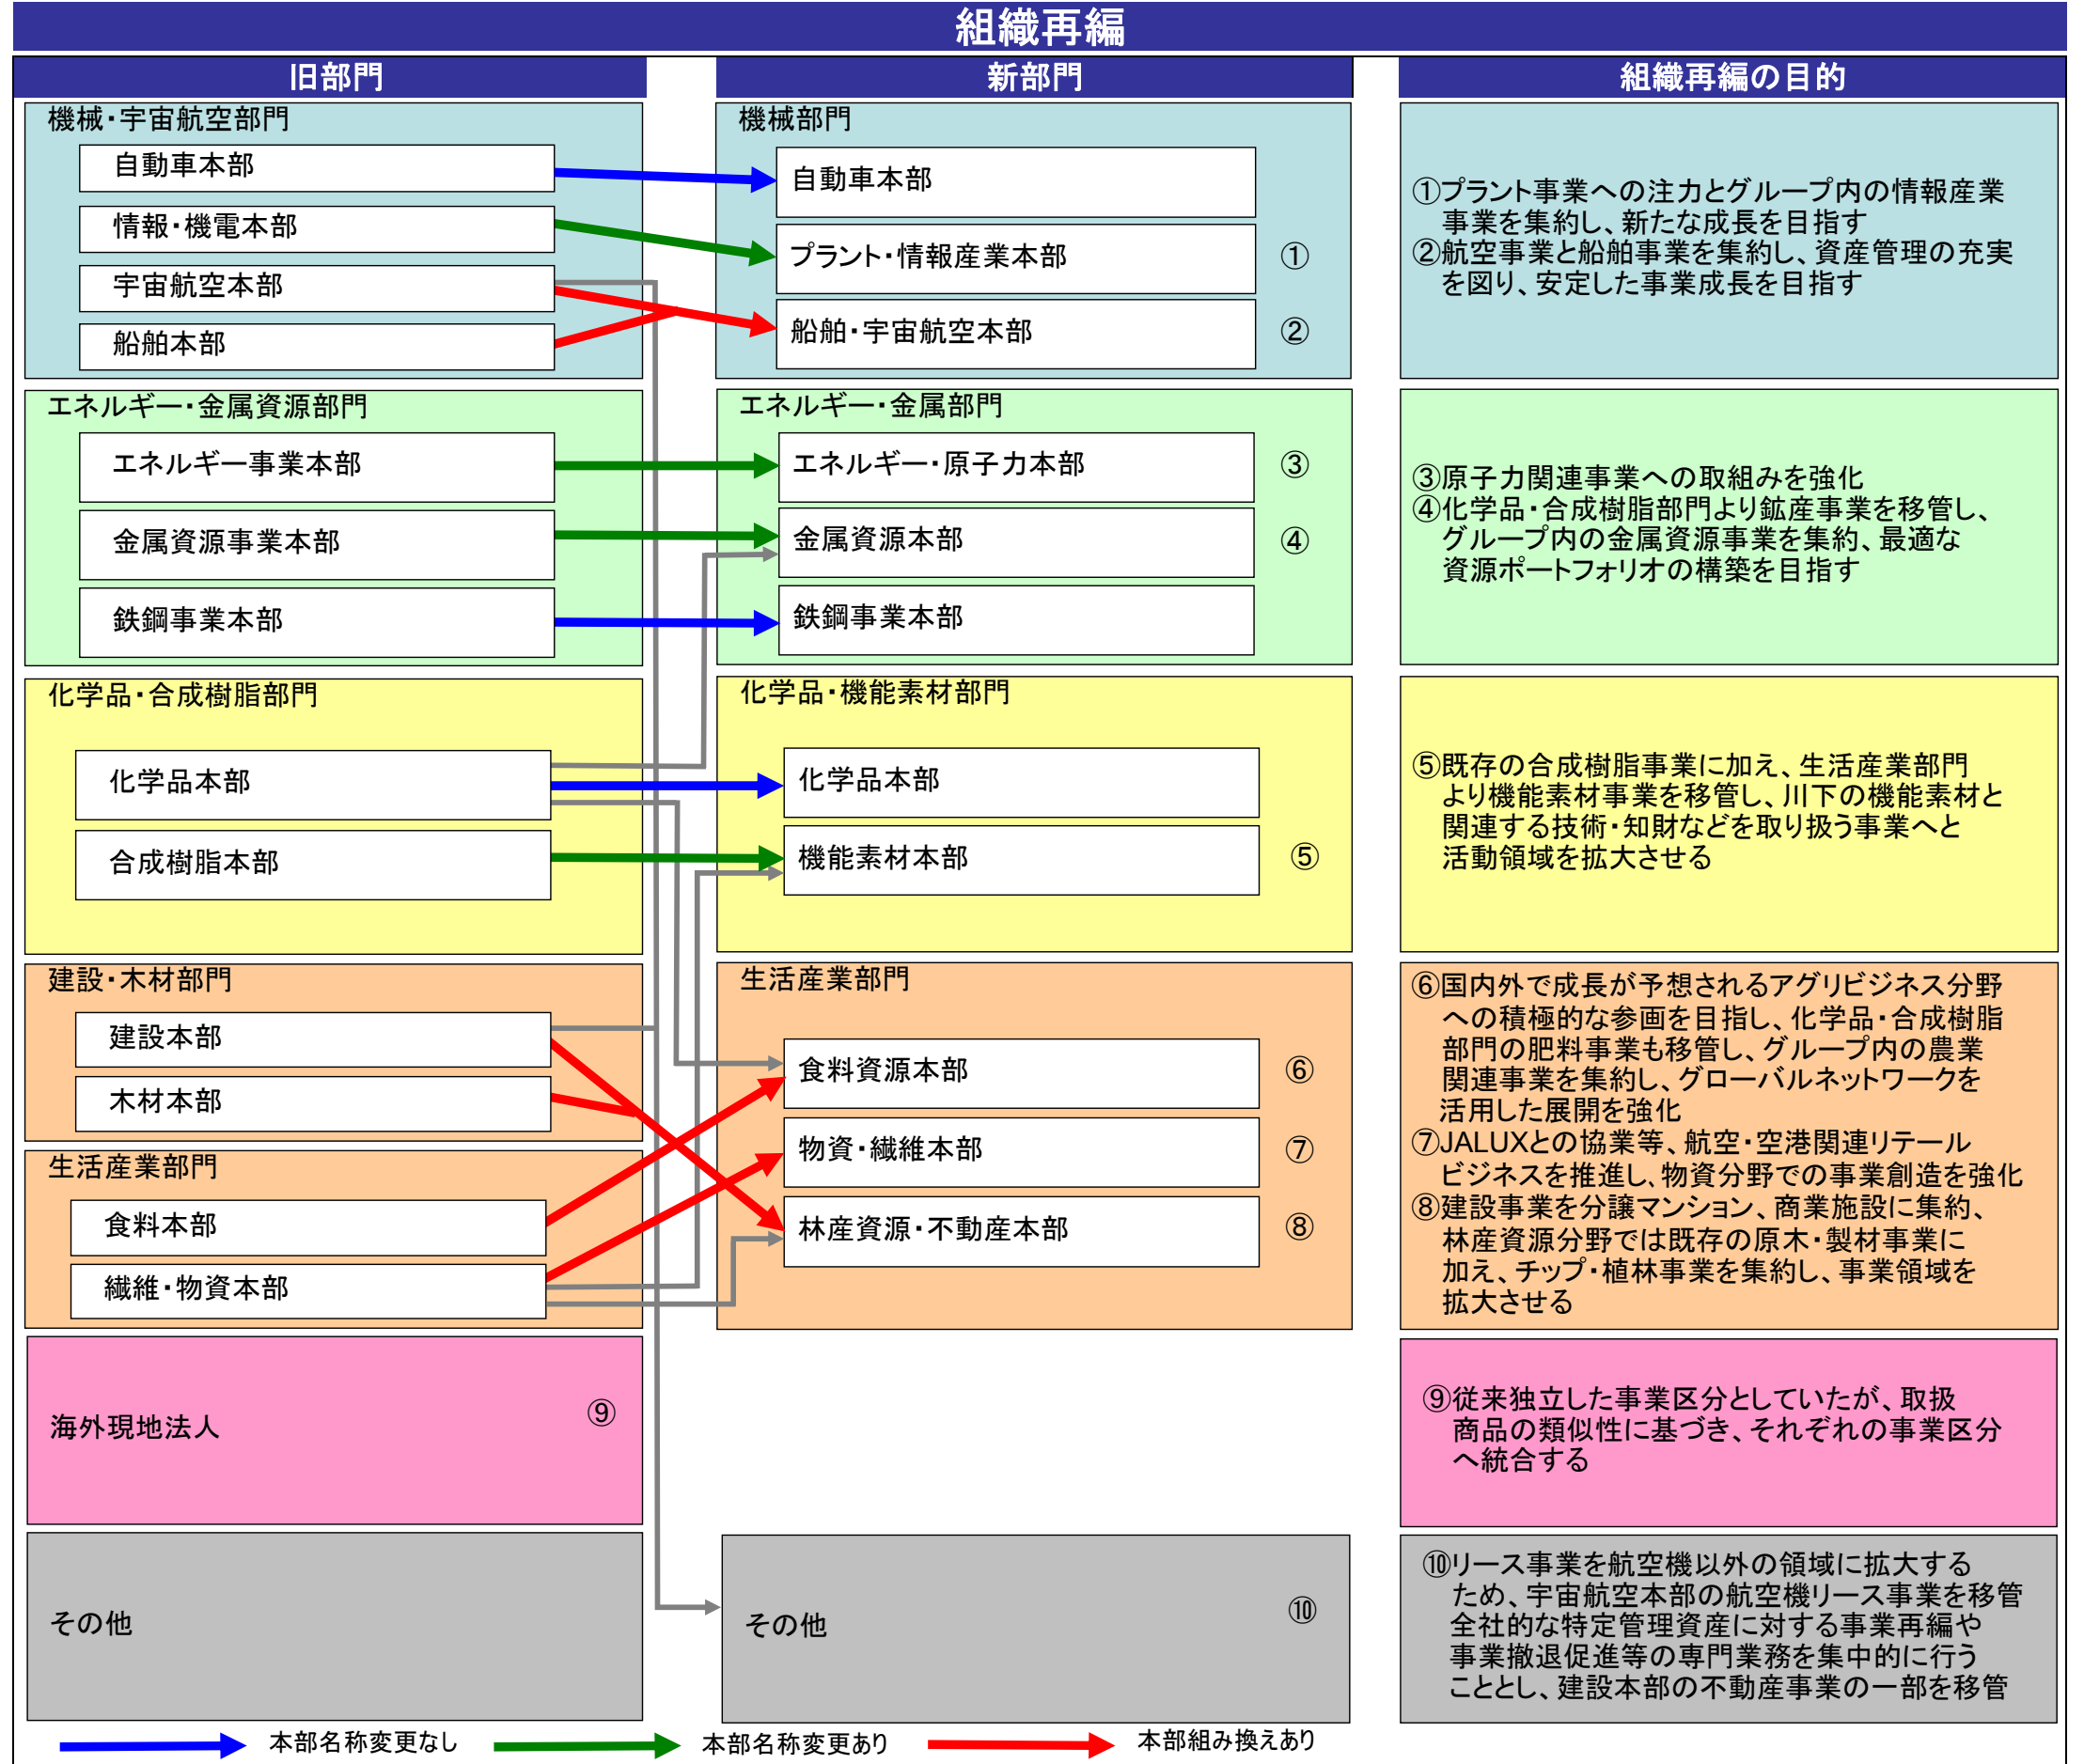 組織再編
旧部門
新部門
組織再編の目的
機械・宇宙航空部門
自動車本部
情報・機電本部
宇宙航空本部
船舶本部
機械部門
自動車本部
プラント・情報産業本部
①
船舶・宇宙航空本部
②
①プラント事業への注力とグループ内の情報産業
事業を集約し、新たな成長を目指す
②航空事業と船舶事業を集約し、資産管理の充実
を図り、安定した事業成長を目指す
エネルギー・金属資源部門
エネルギー事業本部
金属資源事業本部
鉄鋼事業本部
エネルギー・金属部門
エネルギー・原子力本部
③
金属資源本部
④
鉄鋼事業本部
③原子力関連事業への取組みを強化
④化学品・合成樹脂部門より鉱産事業を移管し、
グループ内の金属資源事業を集約、最適な
資源ポートフォリオの構築を目指す
化学品・合成樹脂部門
化学品本部
合成樹脂本部
化学品・機能素材部門
化学品本部
機能素材本部
⑤
⑤既存の合成樹脂事業に加え、生活産業部門
より機能素材事業を移管し、川下の機能素材と
関連する技術・知財などを取り扱う事業へと
活動領域を拡大させる
建設・木材部門
建設本部
木材本部
生活産業部門
食料本部
繊維・物資本部
生活産業部門
食料資源本部
⑥
物資・繊維本部
⑦
林産資源・不動産本部
⑧
⑥国内外で成長が予想されるアグリビジネス分野
への積極的な参画を目指し、化学品・合成樹脂
部門の肥料事業も移管し、グループ内の農業
関連事業を集約し、グローバルネットワークを
活用した展開を強化
⑦JALUXとの協業等、航空・空港関連リテール
ビジネスを推進し、物資分野での事業創造を強化
⑧建設事業を分譲マンション、商業施設に集約、
林産資源分野では既存の原木・製材事業に
加え、チップ・植林事業を集約し、事業領域を
拡大させる
海外現地法人
⑨
⑨従来独立した事業区分としていたが、取扱
商品の類似性に基づき、それぞれの事業区分
へ統合する
その他
その他
⑩
⑩リース事業を航空機以外の領域に拡大する
ため、宇宙航空本部の航空機リース事業を移管
全社的な特定管理資産に対する事業再編や
事業撤退促進等の専門業務を集中的に行う
こととし、建設本部の不動産事業の一部を移管
本部名称変更なし
本部名称変更あり
本部組み換えあり